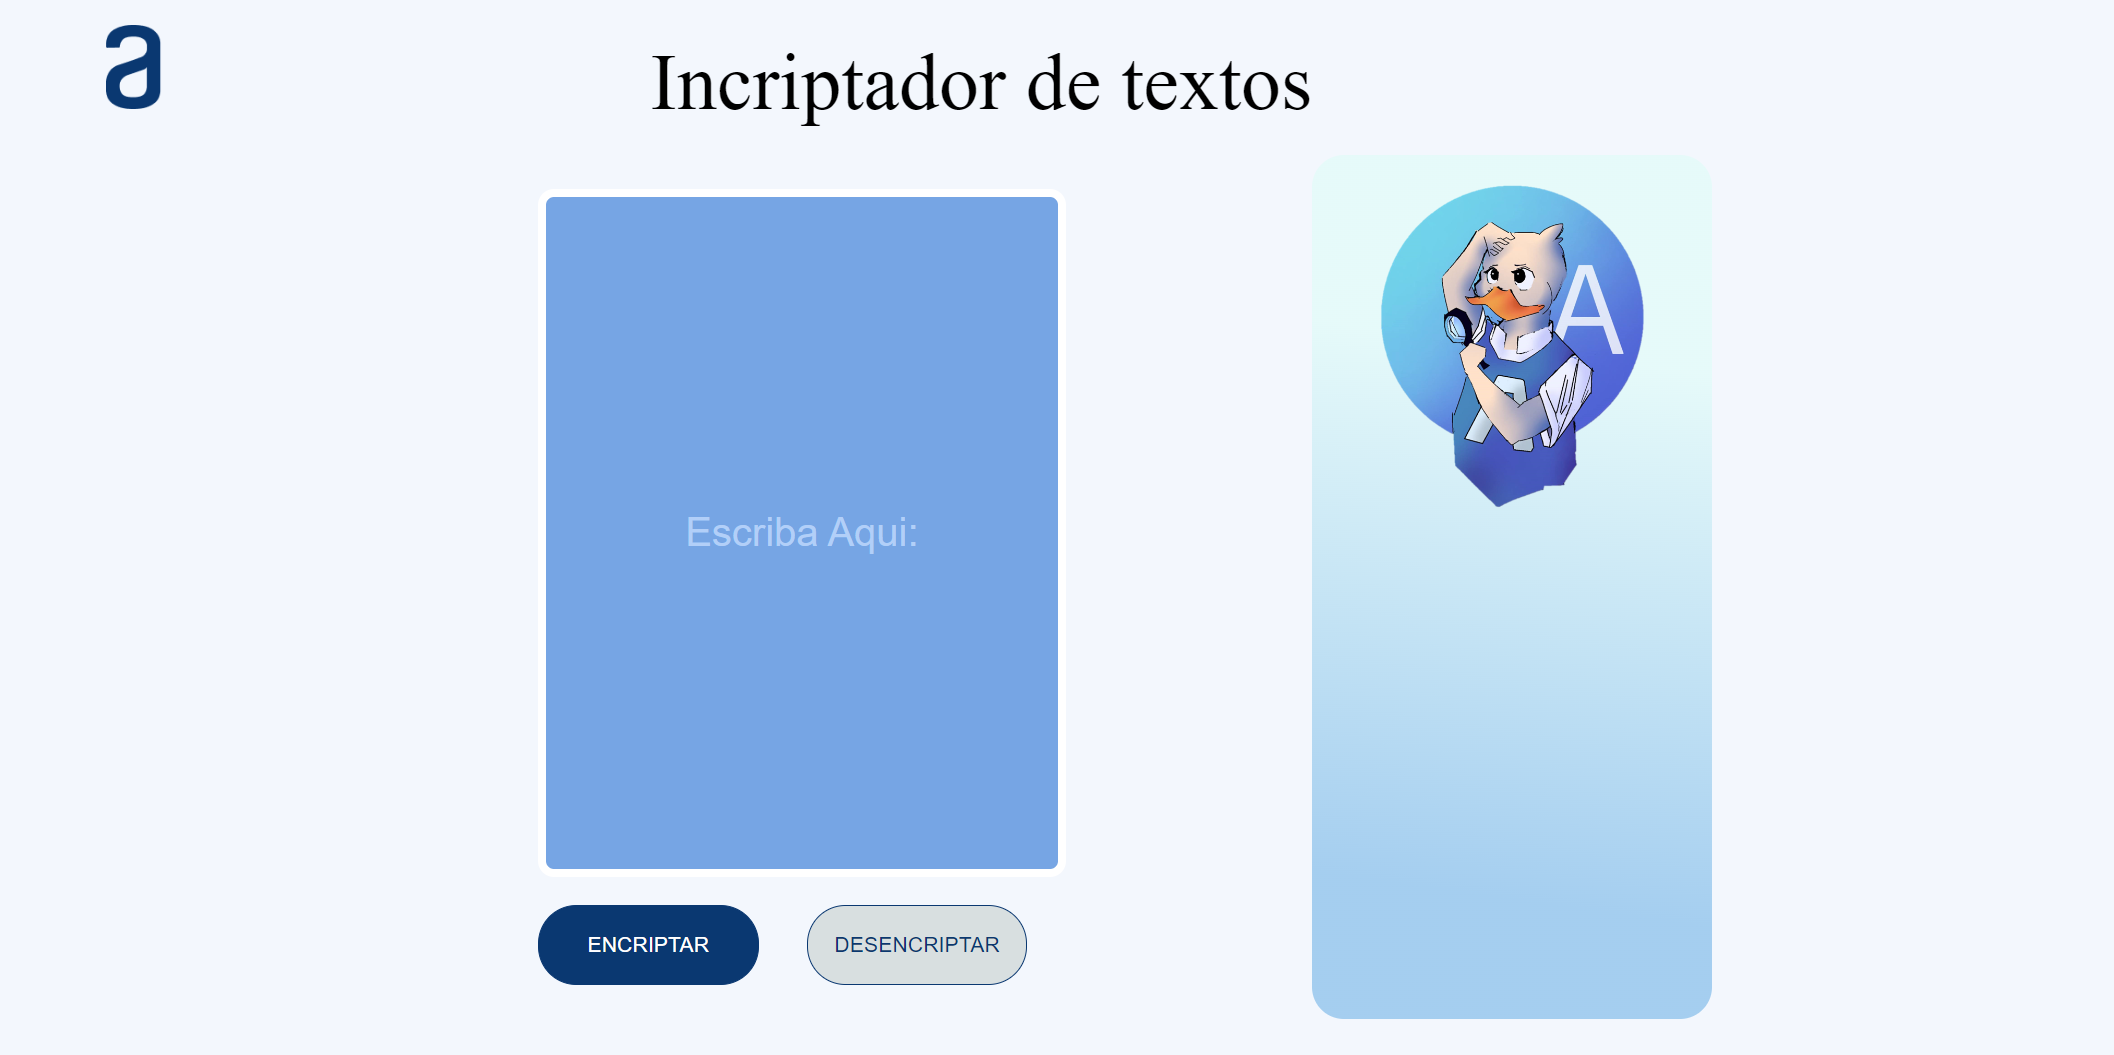 a
Incriptador de textos
A
Escriba Aqui:
ENCRIPTAR
DESENCRIPTAR